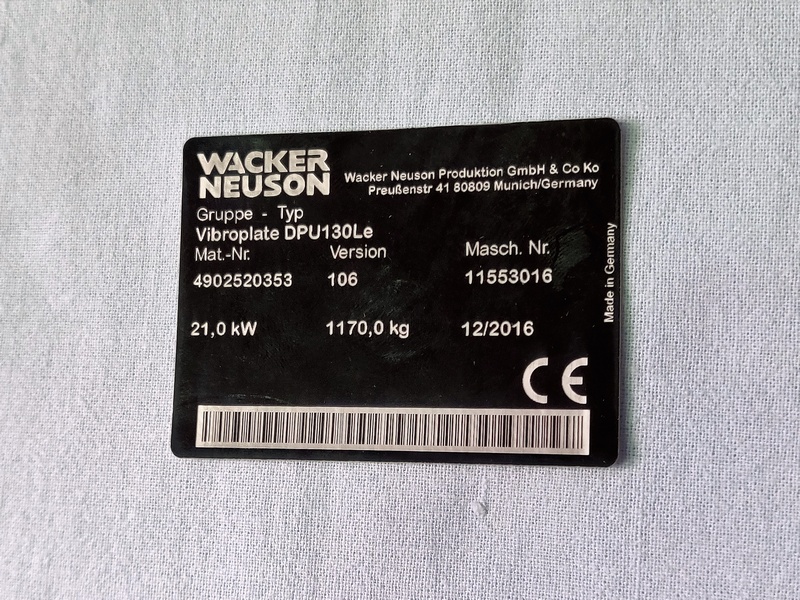 WACKER
NEUSON
Wacker Neuson Produktion GmbH & Co Ko
Preußenstr 41 80809 Munich/Germany
Gruppe - Typ
Vibroplate DPU130Le
Mat.-Nr. Version Masch. Nr.
4902520353 106 11553016
21,0 kW 1170,0 kg 12/2016
Made in Germany
CE